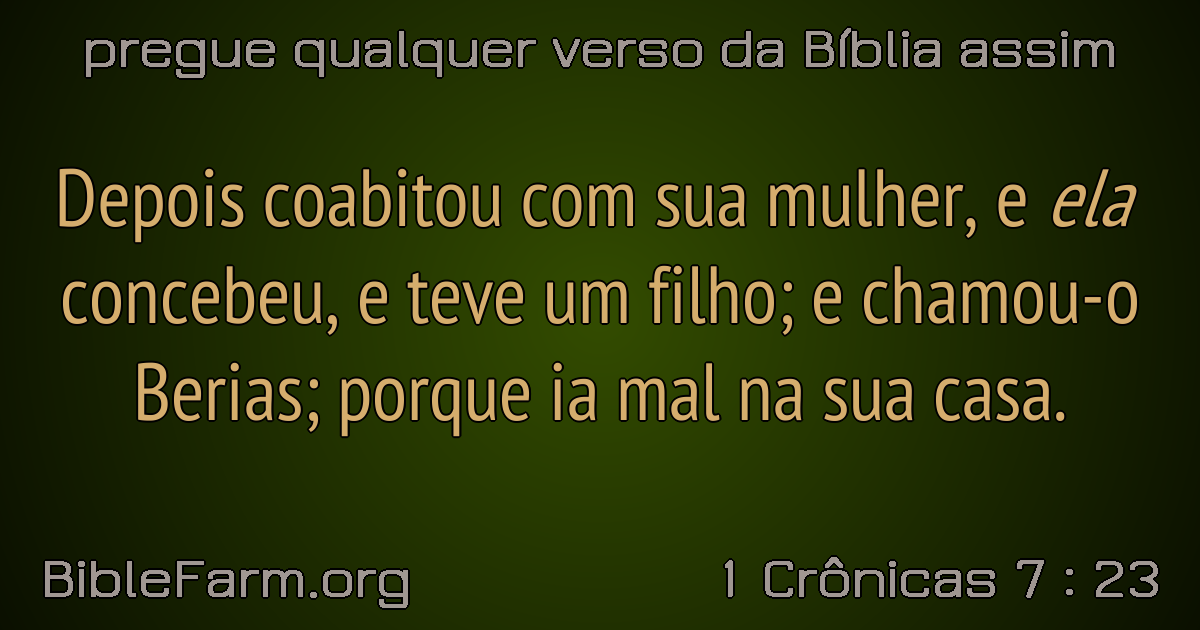 pregue qualquer verso da Bíblia assim
Depois coabitou com sua mulher, e ela
concebeu, e teve um filho; e chamou-o
Berias; porque ia mal na sua casa.
BibleFarm.org
1 Crônicas 7 : 23